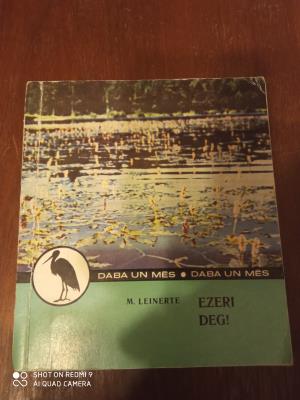 DABA UN MĒS • DABA UN MĒS
M. LEINERTE
EZERI
DEG!
SHOT ON REDMI 9
AI QUAD CAMERA